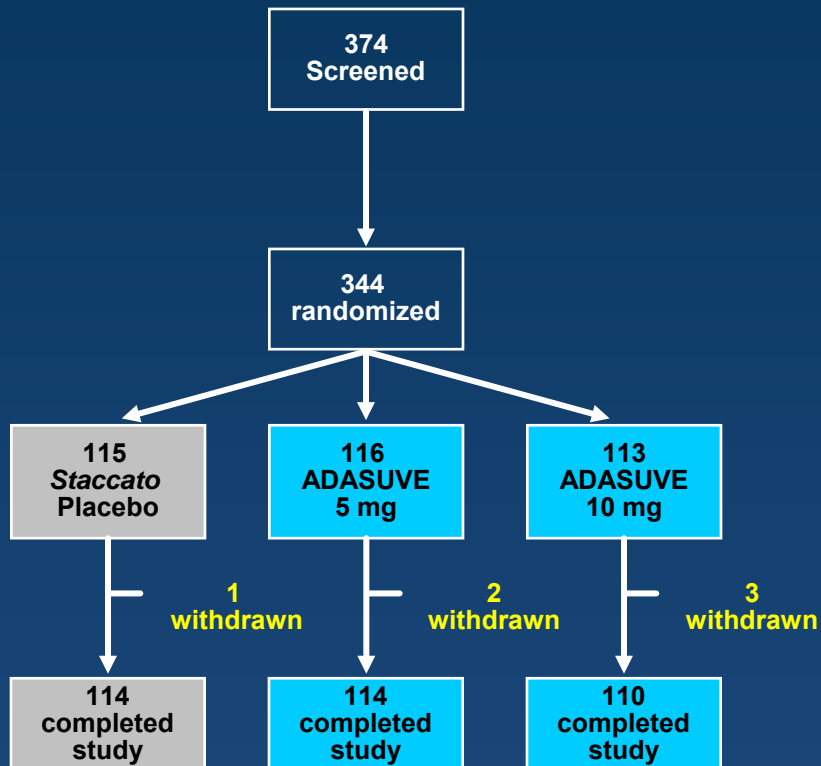 374
Screened
344
randomized
115
Staccato
Placebo
116
ADASUVE
5 mg
113
ADASUVE
10 mg
1
withdrawn
2
withdrawn
3
withdrawn
114
completed
study
114
completed
study
110
completed
study